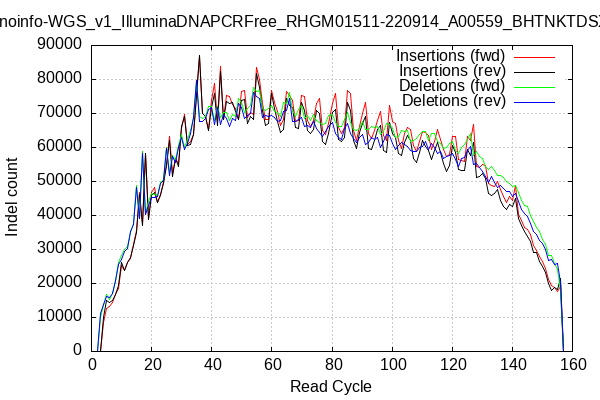 noinfo-WGS_v1_IlluminaDNAPCRFree_RHGM01511-220914_A00559_BHTNKTDS
Insertions (fwd)
Insertions (rev)
Deletions (fwd)
Deletions (rev)
90000
80000
70000
60000
50000
40000
30000
20000
10000
0
Indel count
0 20 40 60 80 100 120 140 160
Read Cycle